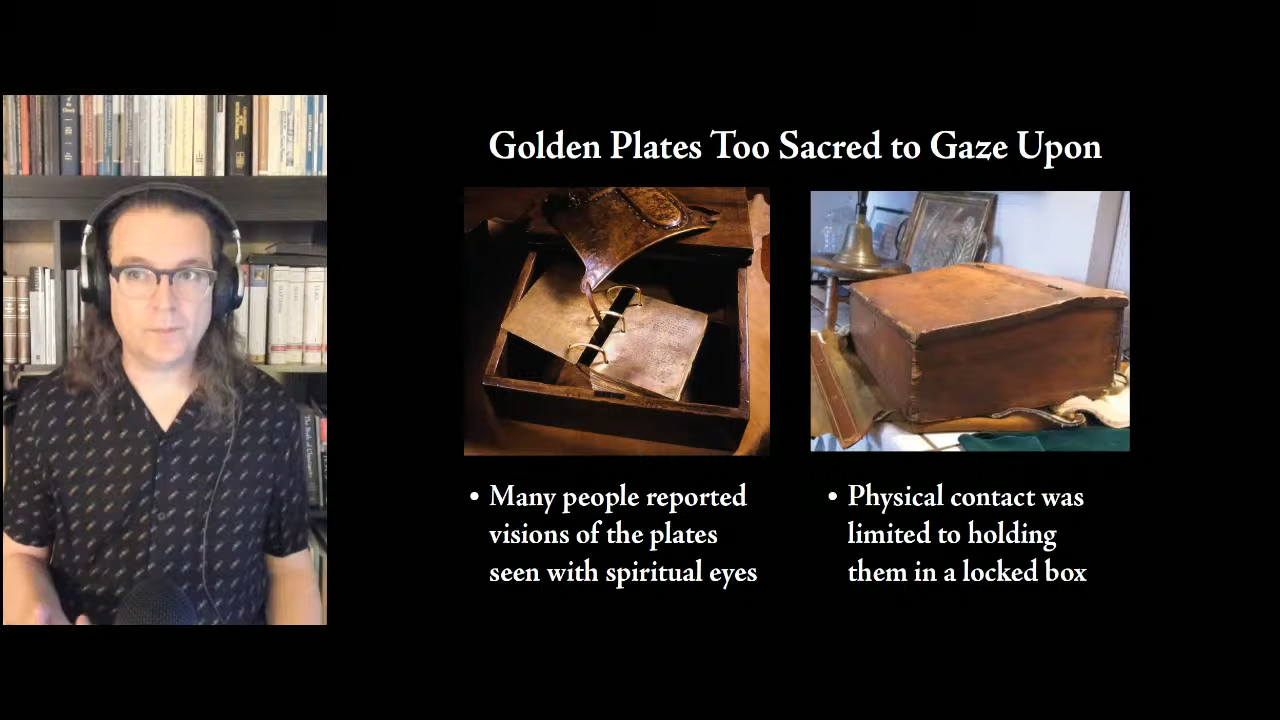 Golden Plates Too Sacred to Gaze Upon
• Many people reported
visions of the plates
seen with spiritual eyes
• Physical contact was
limited to holding
them in a locked box